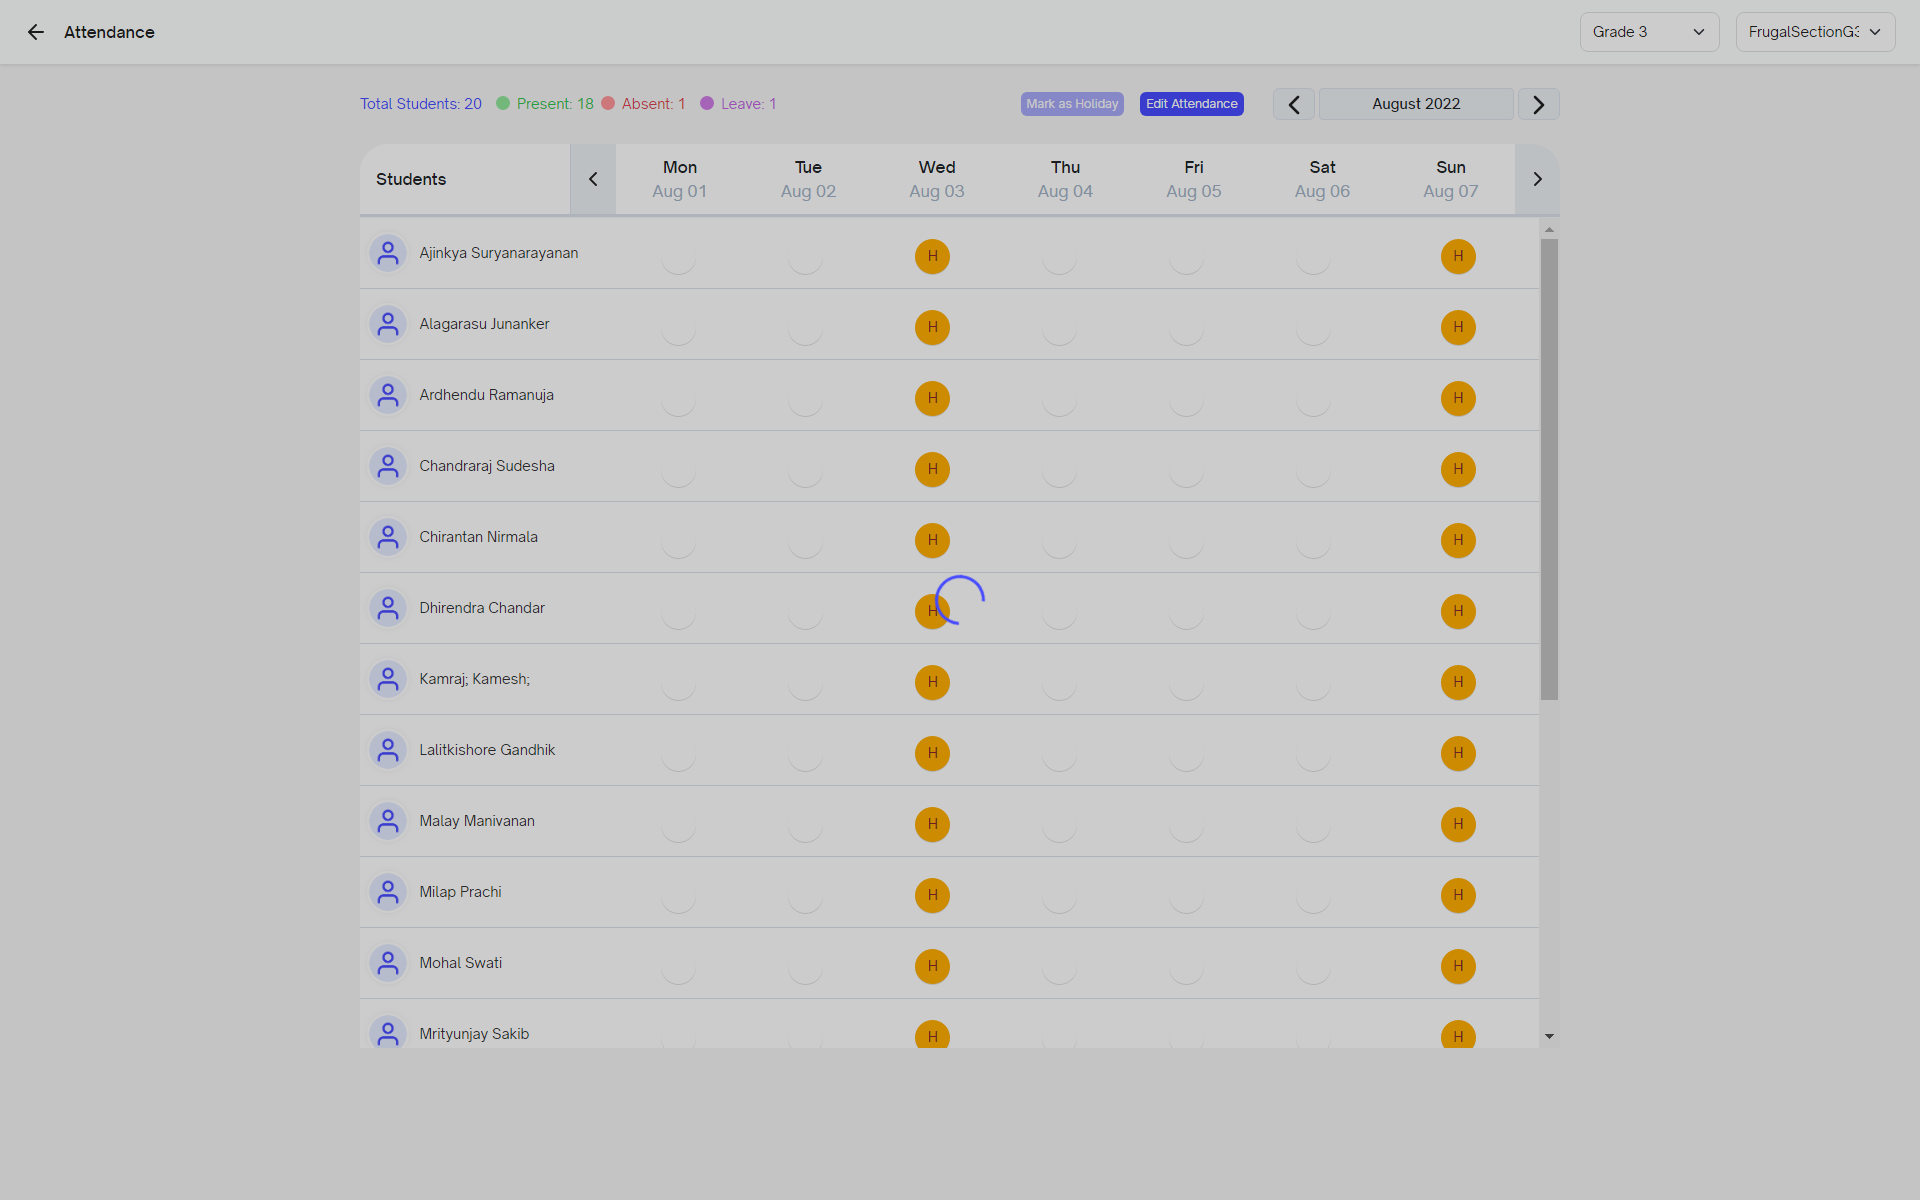 Attendance
Grade 3
FrugalSectionG3
Total Students: 20 Present: 18 Absent: 1 Leave: 1
Mark as Holiday
Edit Attendance
August 2022
Students
Mon Tue Wed Thu Fri Sat Sun
Aug 01 Aug 02 Aug 03 Aug 04 Aug 05 Aug 06 Aug 07
Ajinkya Suryanarayanan H H
Alagarasu Junanker H H
Ardhendu Ramanuja H H
Chandraraj Sudesha H H
Chirantan Nirmala H H
Dhirendra Chandar H H
Kamraj; Kamesh; H H
Lalitkishore Gandhik H H
Malay Manivanan H H
Milap Prachi H H
Mohal Swati H H
Mrityunjay Sakib H H